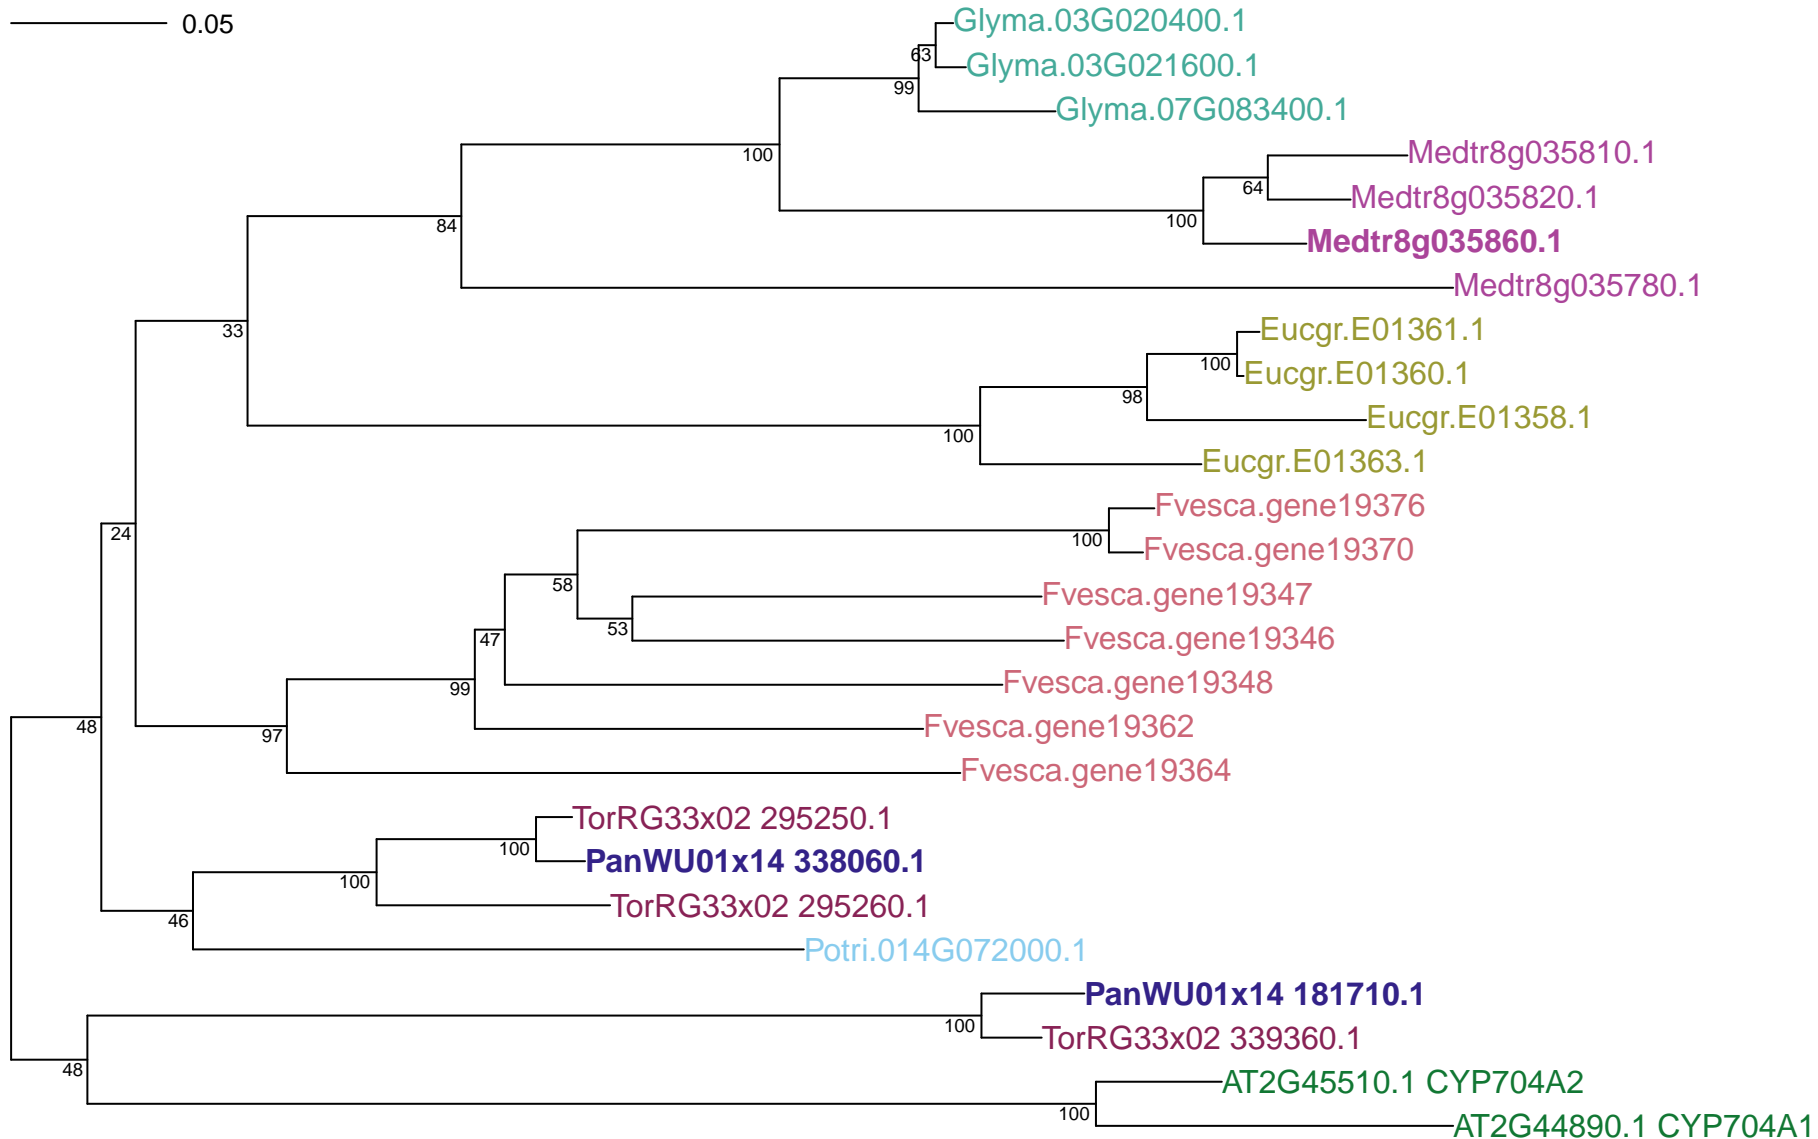 0.05
Glyma.03G020400.1
63
Glyma.03G021600.1
99
Glyma.07G083400.1
100
Medtr8g035810.1
64
Medtr8g035820.1
100
Medtr8g035860.1
84
Medtr8g035780.1
33
Eucgr.E01361.1
100
Eucgr.E01360.1
98
Eucgr.E01358.1
100
Eucgr.E01363.1
24
Fvesca.gene19376
100
Fvesca.gene19370
58
Fvesca.gene19347
53
Fvesca.gene19346
47
Fvesca.gene19348
99
Fvesca.gene19362
97
Fvesca.gene19364
48
TorRG33x02 295250.1
100
PanWU01x14 338060.1
100
TorRG33x02 295260.1
46
Potri.014G072000.1
PanWU01x14 181710.1
100
TorRG33x02 339360.1
48
AT2G45510.1 CYP704A2
100
AT2G44890.1 CYP704A1